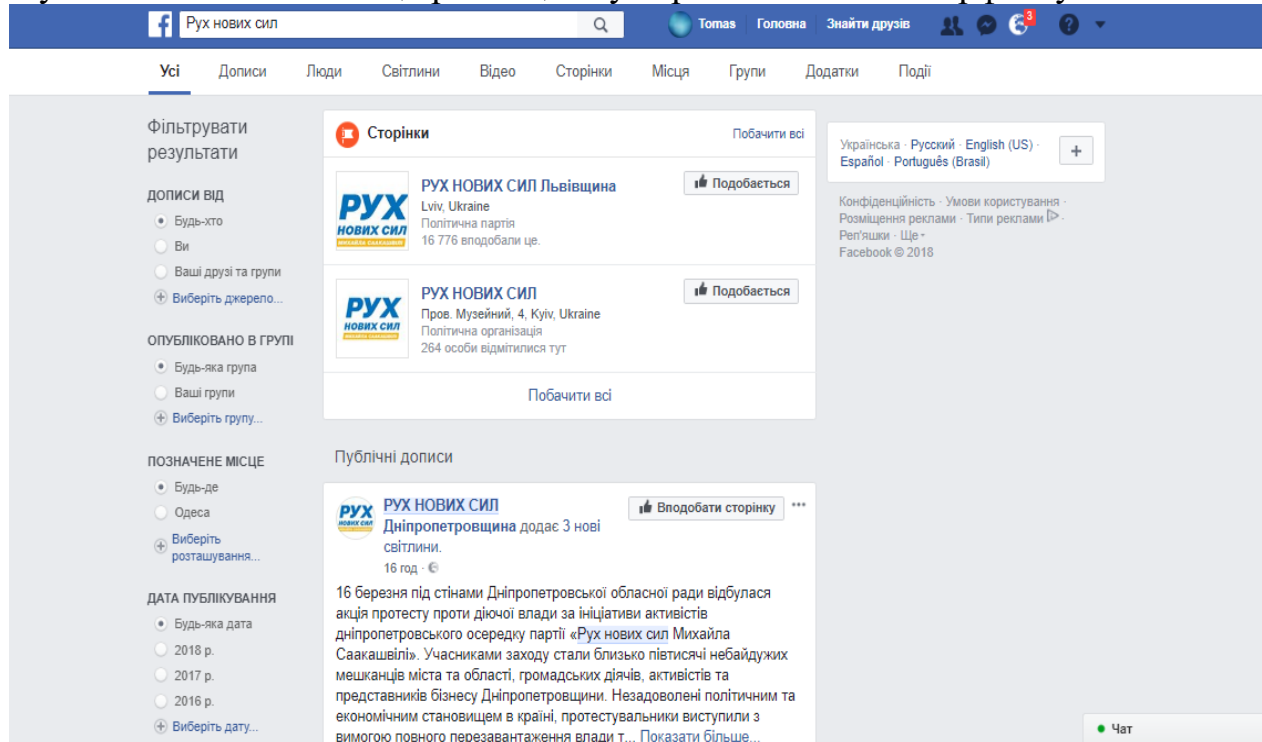 Рух нових сил
Tomas Головна Знайти друзів 3
Усі Дописи Люди Світлини Відео Сторінки Місця Групи Додатки Події
Фільтрувати
результати
ДОПИСИ ВІД
Будь-хто
Ви
Ваші друзі та групи
Виберіть джерело...
ОПУБЛІКОВАНО В ГРУПІ
Будь-яка група
Ваші групи
Виберіть групу...
ПОЗНАЧЕНЕ МІСЦЕ
Будь-де
Одеса
Виберіть
розташування...
ДАТА ПУБЛІКУВАННЯ
Будь-яка дата
2018 р.
2017 р.
2016 р.
Виберіть дату...
Сторінки Побачити всі
РУХ
НОВИХ СИЛ
МИХАЙЛА СААКАШВІЛІ
РУХ НОВИХ СИЛ Львівщина
Lviv, Ukraine
Політична партія
16 776 вподобали це.
Подобається
РУХ
НОВИХ СИЛ
РУХ НОВИХ СИЛ
Пров. Музейний, 4, Kyiv, Ukraine
Політична організація
264 особи відмітилися тут
Подобається
Побачити всі
Публічні дописи
РУХ
НОВИХ СИЛ
РУХ НОВИХ СИЛ
Дніпропетровщина додає 3 нові
світлини.
16 год ·
Вподобати сторінку
16 березня під стінами Дніпропетровської обласної ради відбулася
акція протесту проти діючої влади за ініціативи активістів
дніпропетровського осередку партії «Рух нових сил Михайла
Саакашвілі». Учасниками заходу стали близько півтисячі небайдужих
мешканців міста та області, громадських діячів, активістів та
представників бізнесу Дніпропетровщини. Незадоволені політичним та
економічним становищем в країні, протестувальники виступили з
вимогою повного перезавантаження влади т... Показати більше...
Українська · Русский · English (US) ·
Español · Português (Brasil)
Конфіденційність · Умови користування ·
Розміщення реклами · Типи реклами ·
Реп'яшки · Ще
Facebook © 2018
Чат